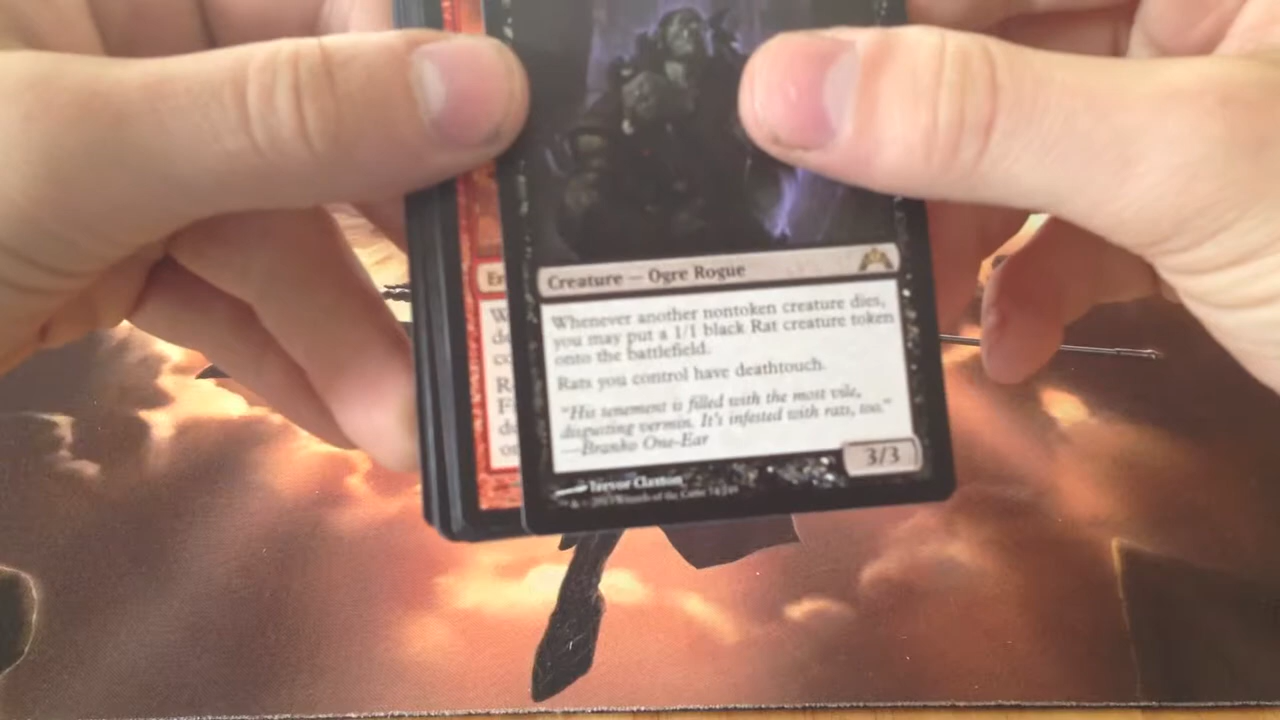 Creature — Ogre Rogue
Whenever another nontoken creature dies,
you may put a 1/1 black Rat creature token
onto the battlefield.
Rats you control have deathtouch.
"His tenement is filled with the most vile,
disgusting vermin. It's infested with rats, too."
—Branko One-Ear
3/3
Trevor Claxton
En
W
R
F